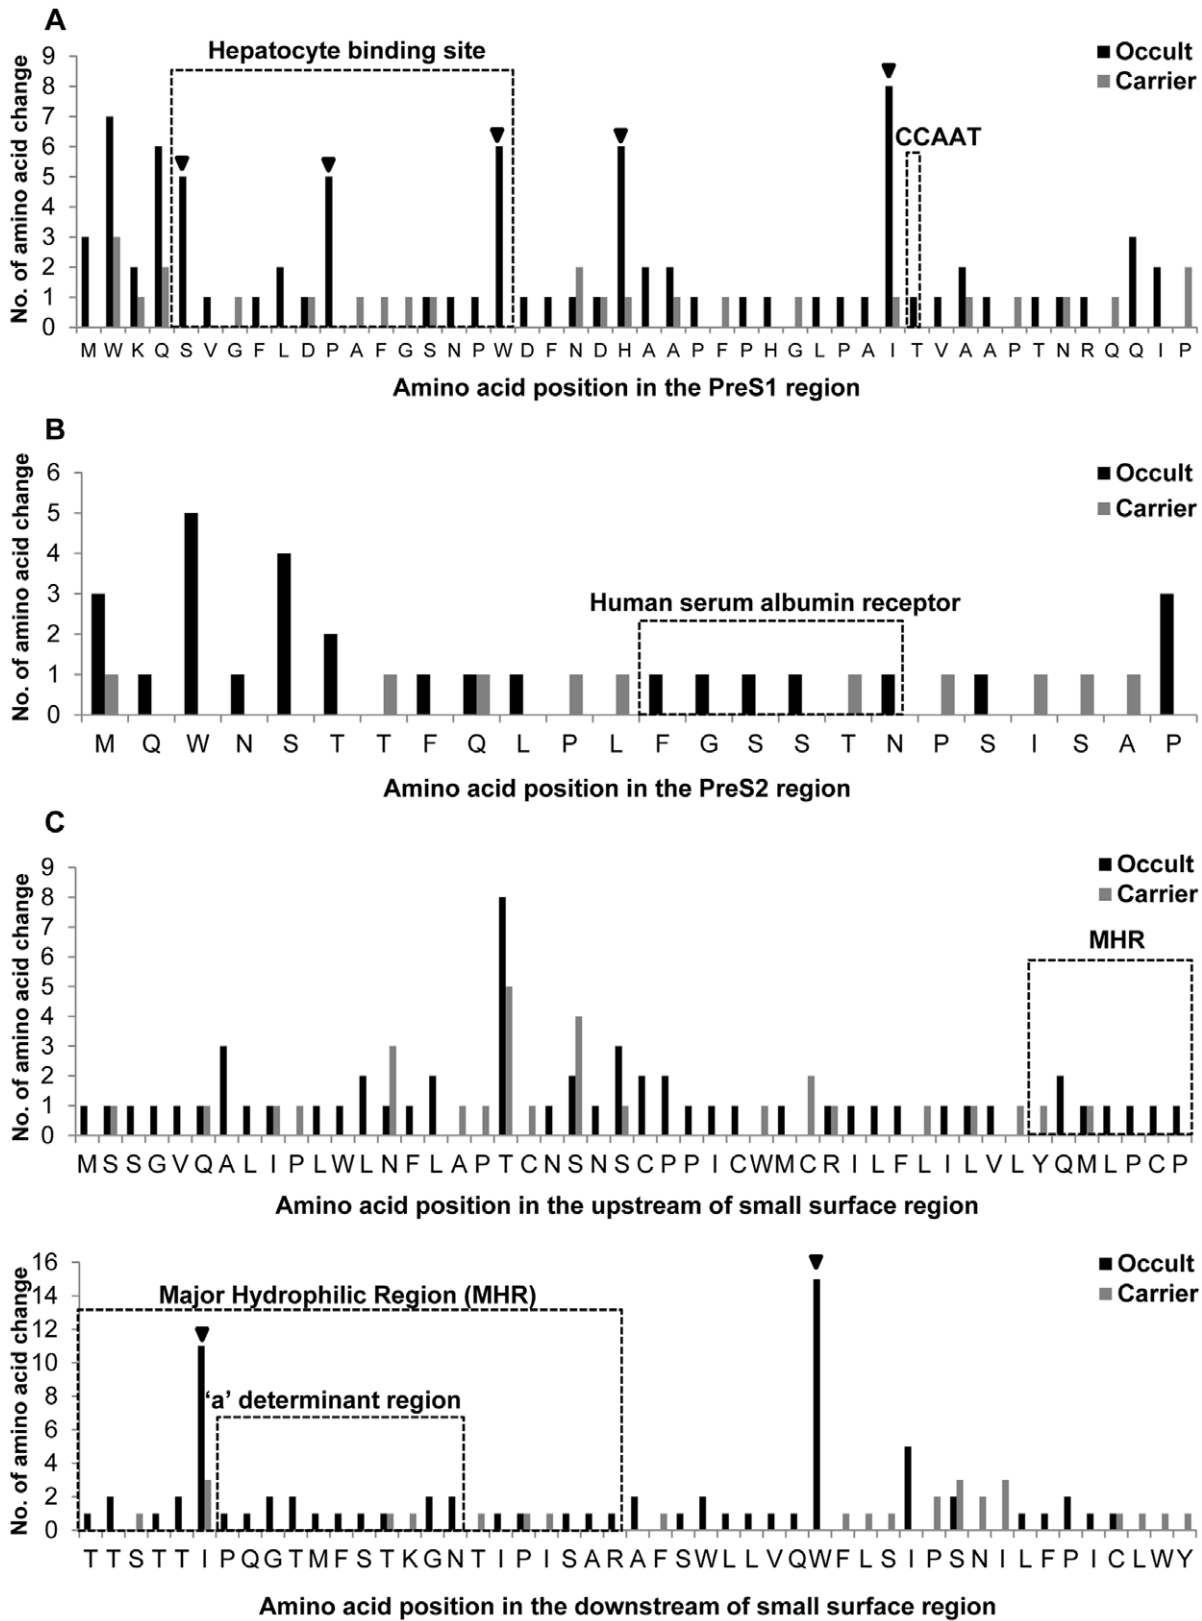 A
Hepatocyte binding site
Occult
Carrier
CCAAT
No. of amino acid change
9
8
7
6
5
4
3
2
1
0
M W K Q S V G F L D P A F G S N P W D F N D H A A P F P H G L P A I T V A A P T N R Q Q I P
Amino acid position in the PreS1 region
B
Occult
Carrier
Human serum albumin receptor
No. of amino acid change
6
5
4
3
2
1
0
M Q W N S T T F Q L P L F G S S T N P S I S A P
Amino acid position in the PreS2 region
C
Occult
Carrier
MHR
No. of amino acid change
9
8
7
6
5
4
3
2
1
0
M S S G V Q A L I P L W L N F L A P T C N S N S C P P I C W M C R I L F L I L V L Y Q M L P C P
Amino acid position in the upstream of small surface region
Occult
Carrier
Major Hydrophilic Region (MHR)
‘a’ determinant region
No. of amino acid change
16
14
12
10
8
6
4
2
0
T T S T T I P Q G T M F S T K G N T I P I S A R A F S W L L V Q W F L S I P S N I L F P I C L W Y
Amino acid position in the downstream of small surface region